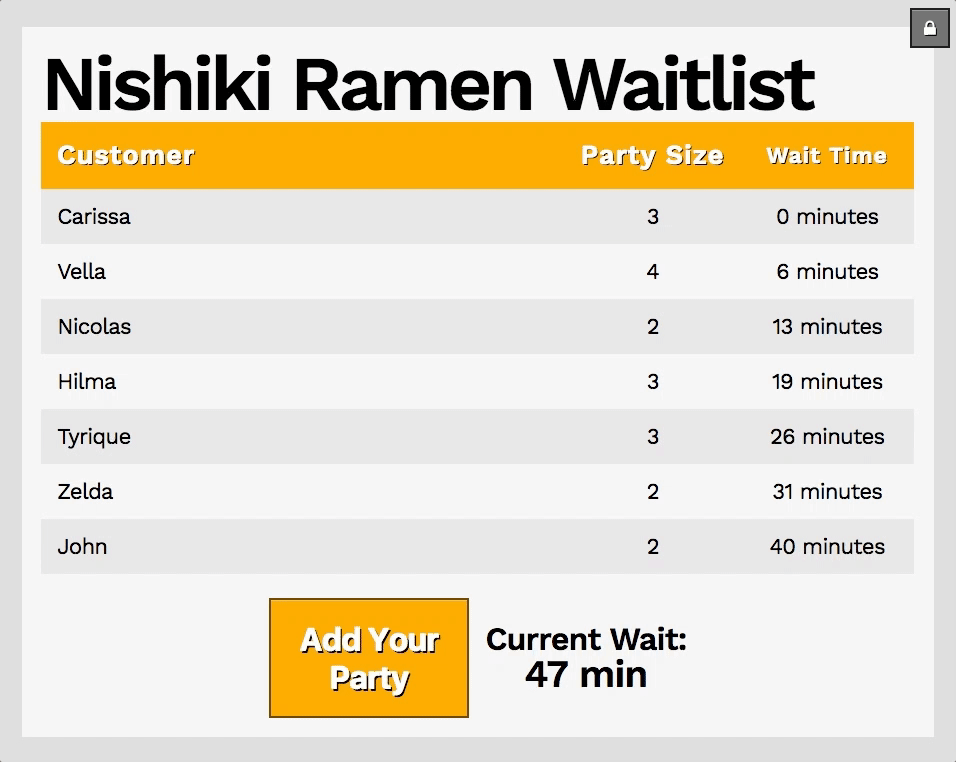 Nishiki Ramen Waitlist
Customer Party Size Wait Time
Carissa 3 0 minutes
Vella 4 6 minutes
Nicolas 2 13 minutes
Hilma 3 19 minutes
Tyrique 3 26 minutes
Zelda 2 31 minutes
John 2 40 minutes
Add Your
Party
Current Wait:
47 min